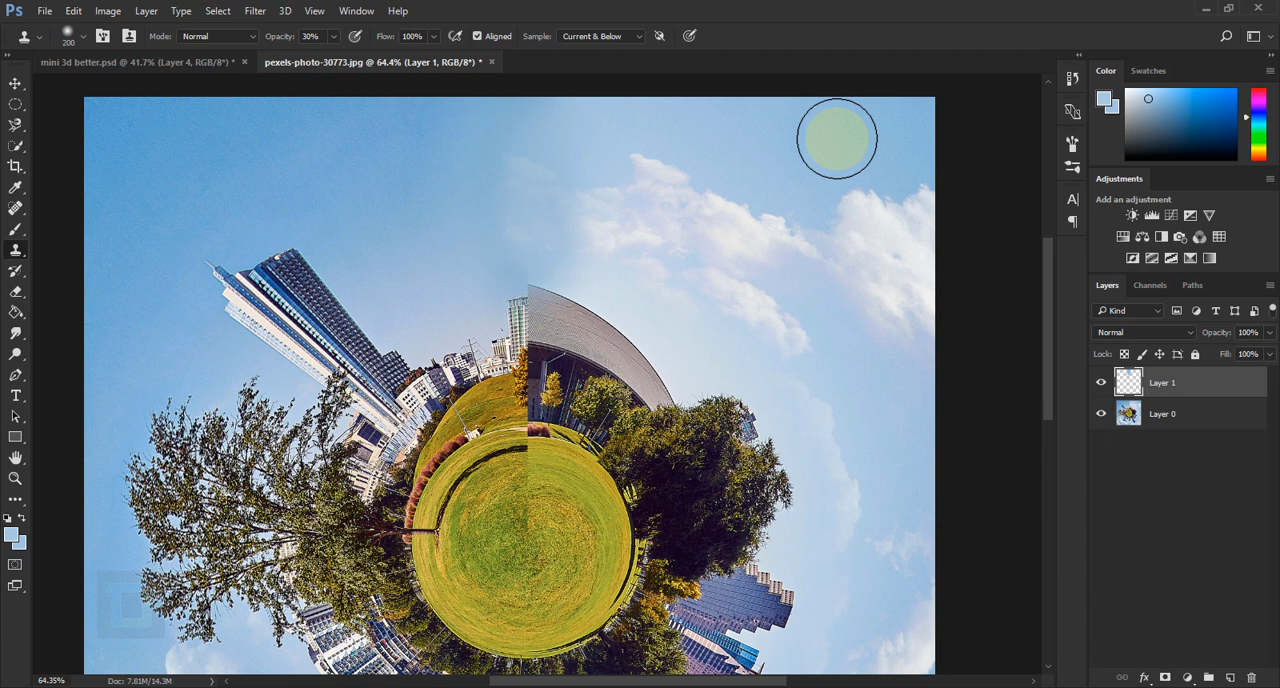 Ps File Edit Image Layer Type Select Filter 3D View Window Help
200 Mode: Normal Opacity: 30% Flow: 100% Aligned Sample: Current & Below
mini 3d better.psd @ 41.7% (Layer 4, RGB/8*) * × pexels-photo-30773.jpg @ 64.4% (Layer 1, RGB/8*) * ×
Color Swatches
Adjustments
Add an adjustment
Layers Channels Paths
Kind
Normal Opacity: 100%
Lock: Fill: 100%
Layer 1
Layer 0
64.35% Doc: 7.81M/14.3M